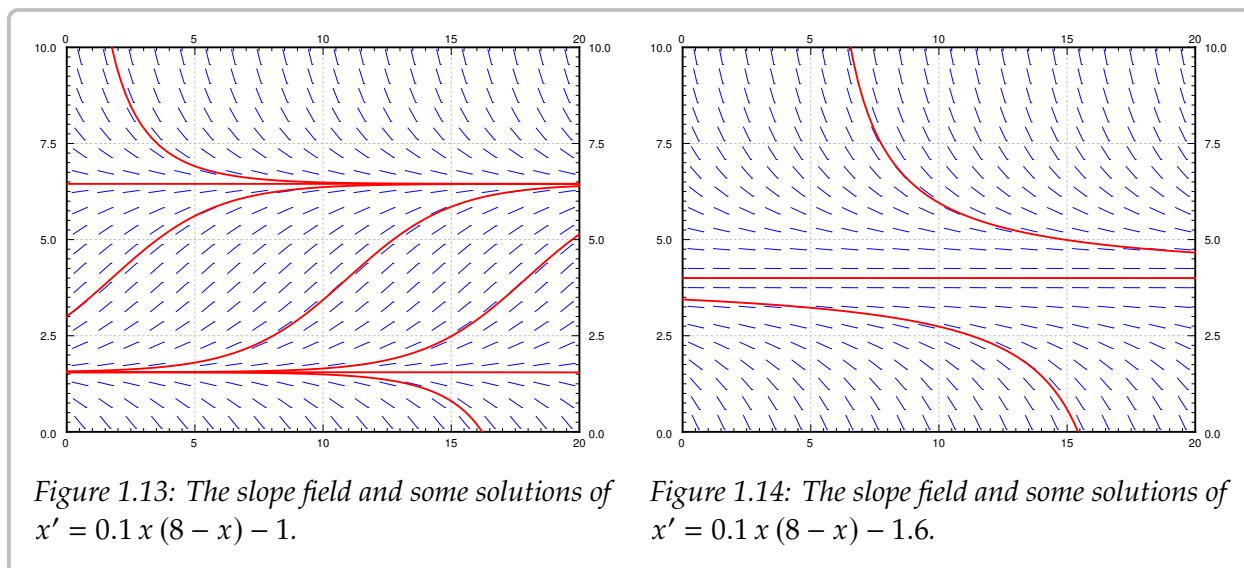 0 5 10 15 20
10.0 10.0
7.5 7.5
5.0 5.0
2.5 2.5
0.0 0.0
0 5 10 15 20
Figure 1.13: The slope field and some solutions of
x′ = 0.1 x (8 − x) − 1.
0 5 10 15 20
10.0 10.0
7.5 7.5
5.0 5.0
2.5 2.5
0.0 0.0
0 5 10 15 20
Figure 1.14: The slope field and some solutions of
x′ = 0.1 x (8 − x) − 1.6.